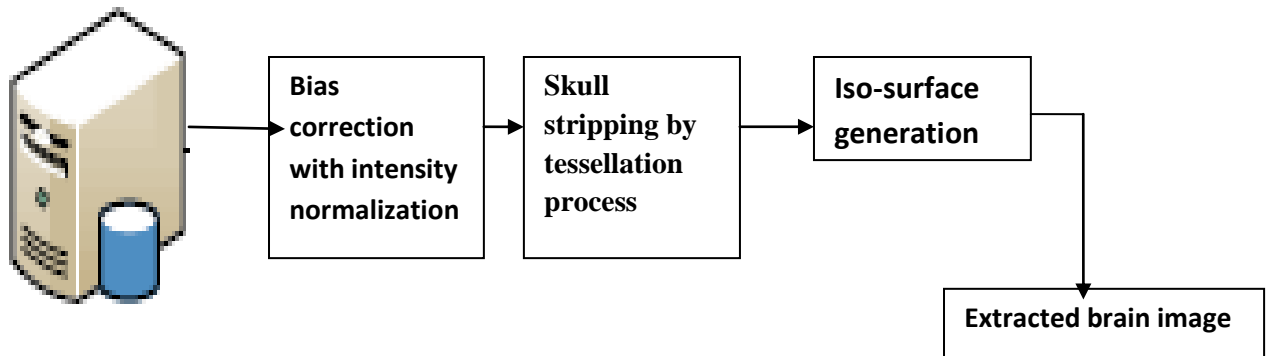 Bias
correction
with intensity
normalization
Skull
stripping by
tessellation
process
Iso-surface
generation
Extracted brain image